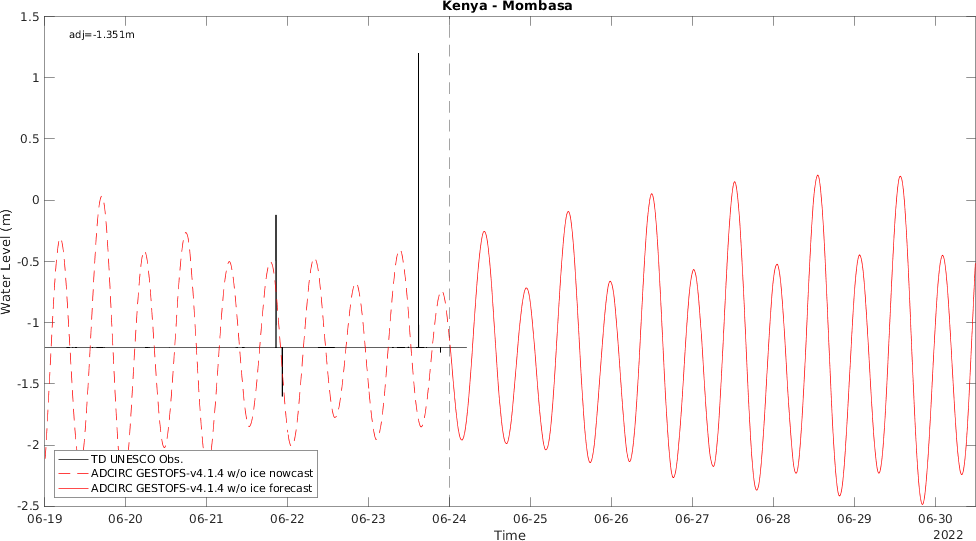 Kenya - Mombasa
adj=-1.351m
Water Level (m)
1.5
1
0.5
0
-0.5
-1
-1.5
-2
-2.5
TD UNESCO Obs.
ADCIRC GESTOFS-v4.1.4 w/o ice nowcast
ADCIRC GESTOFS-v4.1.4 w/o ice forecast
06-19 06-20 06-21 06-22 06-23 06-24 06-25 06-26 06-27 06-28 06-29 06-30
Time
2022